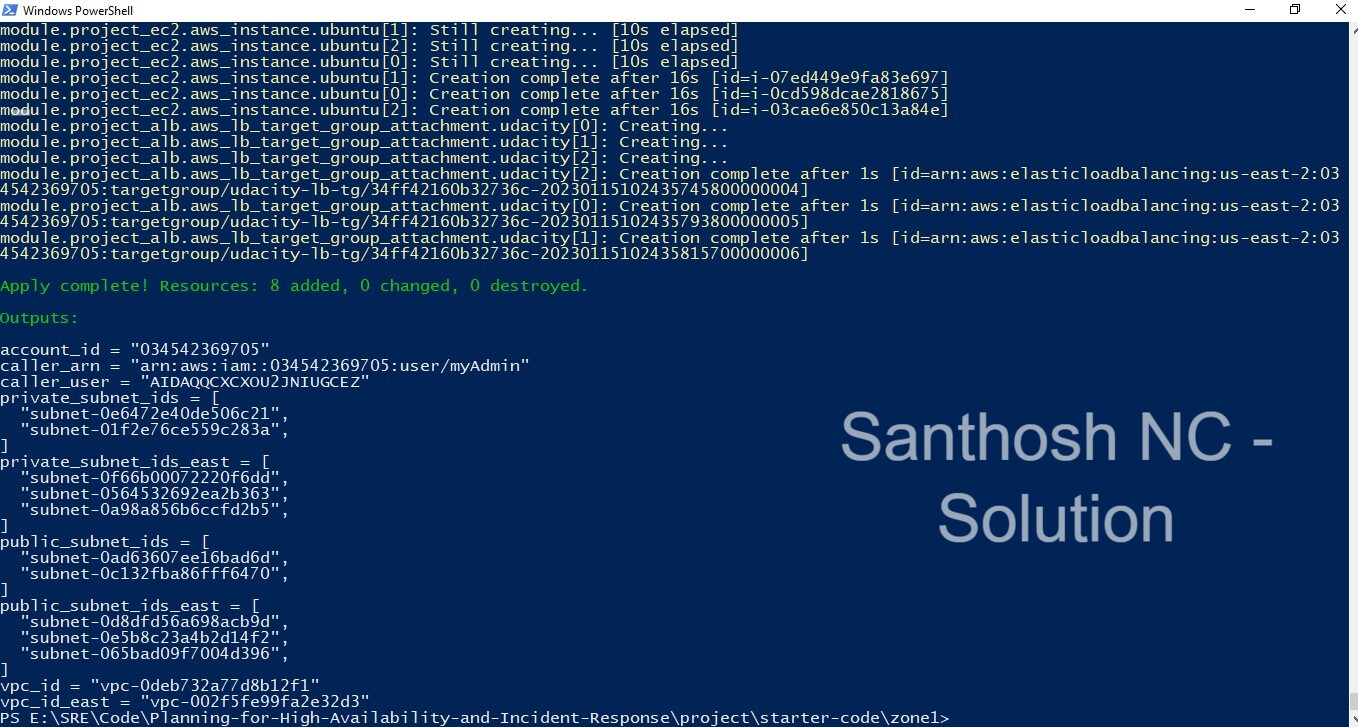 Windows PowerShell
module.project_ec2.aws_instance.ubuntu[1]: Still creating... [10s elapsed]
module.project_ec2.aws_instance.ubuntu[2]: Still creating... [10s elapsed]
module.project_ec2.aws_instance.ubuntu[0]: Still creating... [10s elapsed]
module.project_ec2.aws_instance.ubuntu[1]: Creation complete after 16s [id=i-07ed449e9fa83e697]
module.project_ec2.aws_instance.ubuntu[0]: Creation complete after 16s [id=i-0cd598dcae2818675]
module.project_ec2.aws_instance.ubuntu[2]: Creation complete after 16s [id=i-03cae6e850c13a84e]
module.project_alb.aws_lb_target_group_attachment.udacity[0]: Creating...
module.project_alb.aws_lb_target_group_attachment.udacity[1]: Creating...
module.project_alb.aws_lb_target_group_attachment.udacity[2]: Creating...
module.project_alb.aws_lb_target_group_attachment.udacity[2]: Creation complete after 1s [id=arn:aws:elasticloadbalancing:us-east-2:03
4542369705:targetgroup/udacity-lb-tg/34ff42160b32736c-20230115102435745800000004]
module.project_alb.aws_lb_target_group_attachment.udacity[0]: Creation complete after 1s [id=arn:aws:elasticloadbalancing:us-east-2:03
4542369705:targetgroup/udacity-lb-tg/34ff42160b32736c-20230115102435793800000005]
module.project_alb.aws_lb_target_group_attachment.udacity[1]: Creation complete after 1s [id=arn:aws:elasticloadbalancing:us-east-2:03
4542369705:targetgroup/udacity-lb-tg/34ff42160b32736c-20230115102435815700000006]
Apply complete! Resources: 8 added, 0 changed, 0 destroyed.
Outputs:
account_id = "034542369705"
caller_arn = "arn:aws:iam::034542369705:user/myAdmin"
caller_user = "AIDAQQCXCXOU2JNIUGCEZ"
private_subnet_ids = [
"subnet-0e6472e40de506c21",
"subnet-01f2e76ce559c283a",
]
private_subnet_ids_east = [
"subnet-0f66b00072220f6dd",
"subnet-0564532692ea2b363",
"subnet-0a98a856b6ccfd2b5",
]
public_subnet_ids = [
"subnet-0ad63607ee16bad6d",
"subnet-0c132fba86fff6470",
]
public_subnet_ids_east = [
"subnet-0d8dfd56a698acb9d",
"subnet-0e5b8c23a4b2d14f2",
"subnet-065bad09f7004d396",
]
vpc_id = "vpc-0deb732a77d8b12f1"
vpc_id_east = "vpc-002f5fe99fa2e32d3"
PS E:\SRE\Code\Planning-for-High-Availability-and-Incident-Response\project\starter-code\zone1>
Santhosh NC -
Solution